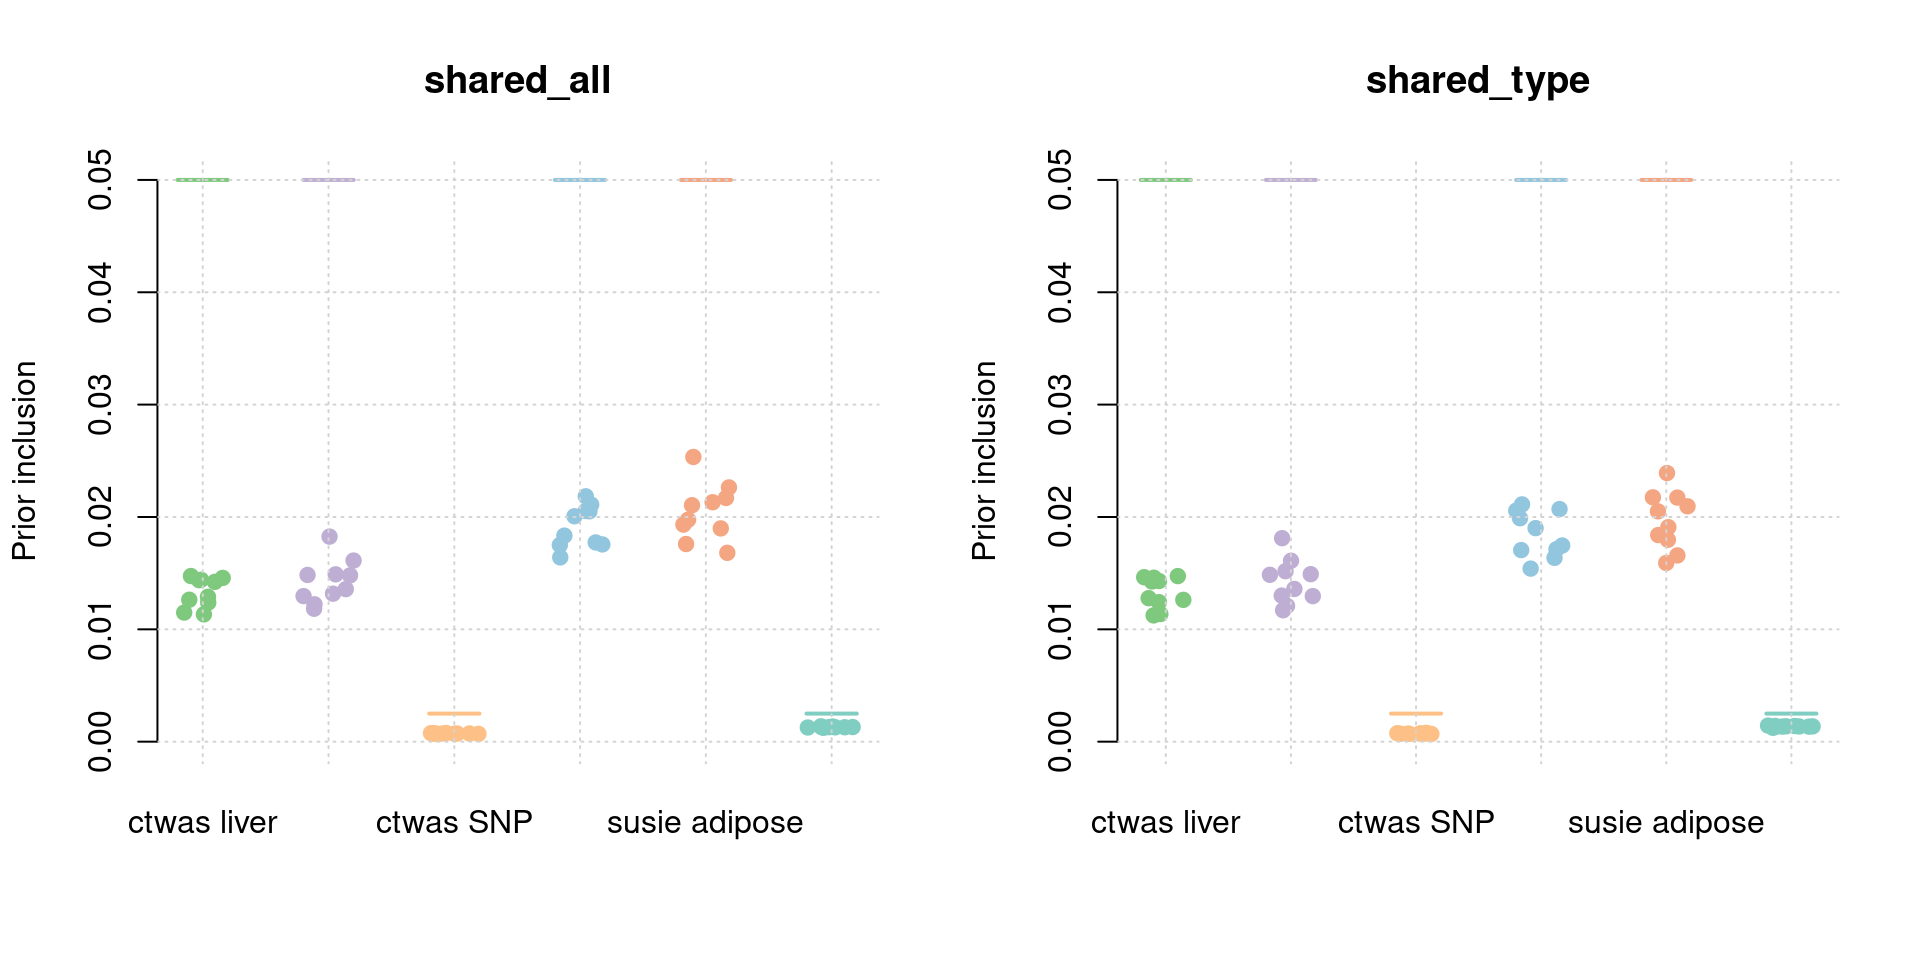 shared_all
Prior inclusion
0.05
0.04
0.03
0.02
0.01
0.00
ctwas liver
ctwas SNP
susie adipose
shared_type
Prior inclusion
0.05
0.04
0.03
0.02
0.01
0.00
ctwas liver
ctwas SNP
susie adipose